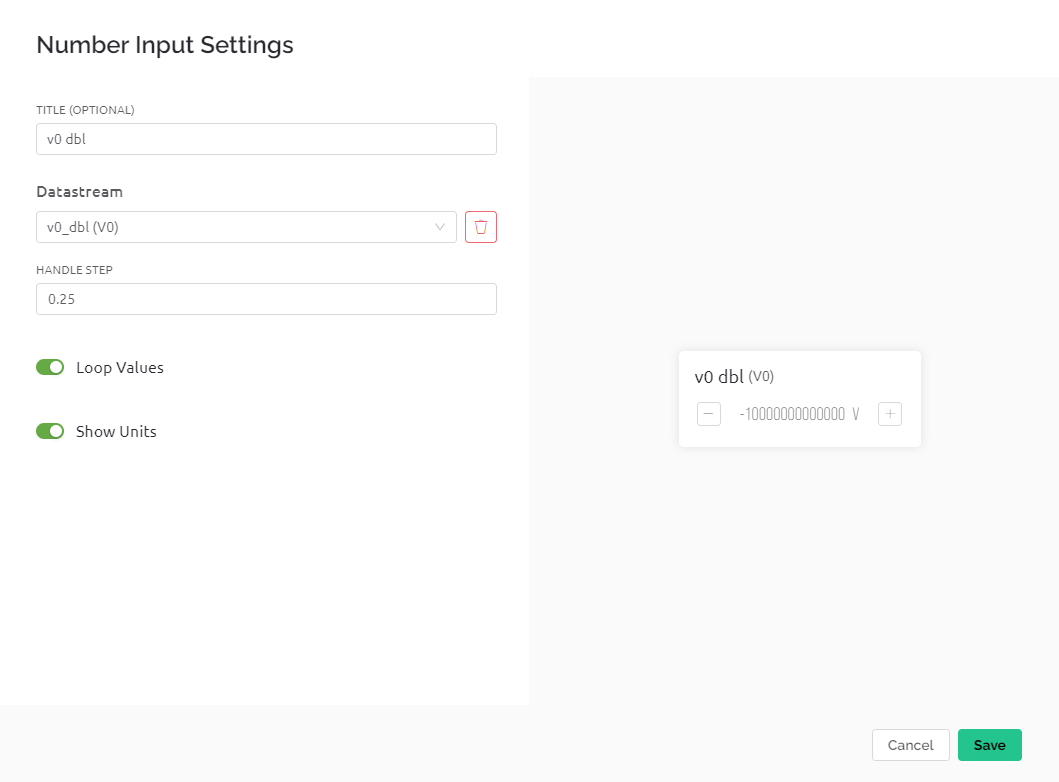 Number Input Settings
TITLE (OPTIONAL)
v0 dbl
Datastream
v0_dbl (V0)
HANDLE STEP
0.25
Loop Values
Show Units
v0 dbl (V0)
-10000000000000 V
Cancel
Save